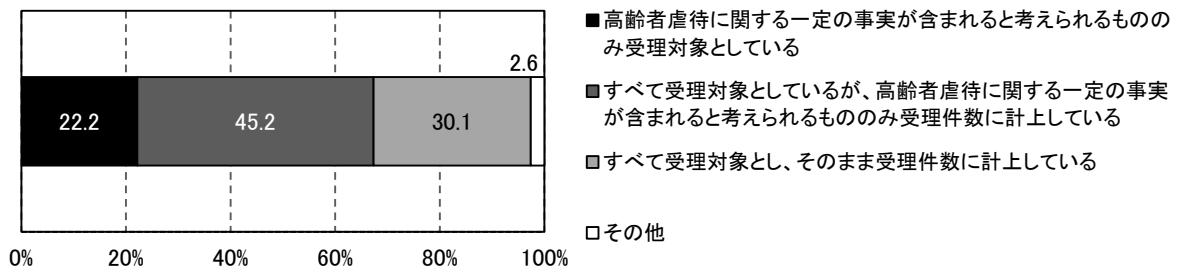 2.6
22.2
45.2
30.1
0%
20%
40%
60%
80%
100%
高齢者虐待に関する一定の事実が含まれると考えられるものの
み受理対象としている
すべて受理対象としているが、高齢者虐待に関する一定の事実
が含まれると考えられるもののみ受理件数に計上している
すべて受理対象とし、そのまま受理件数に計上している
その他